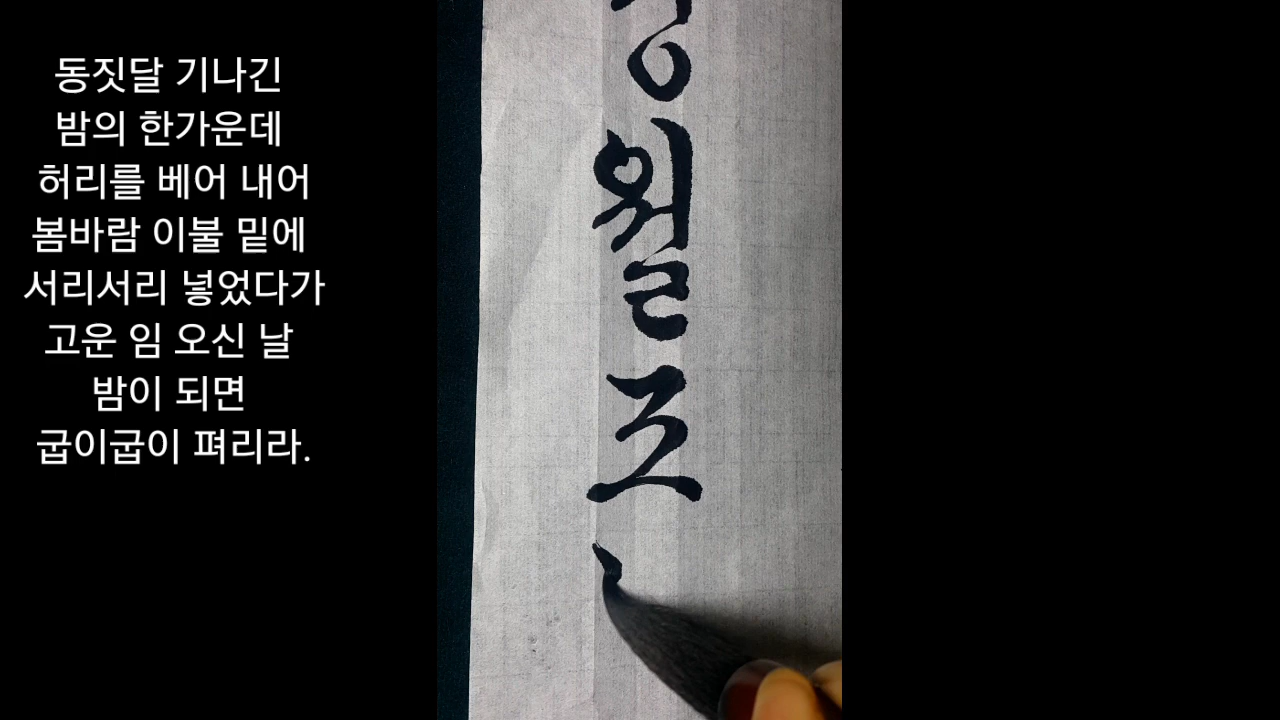 동짓달 기나긴
밤의 한가운데
허리를 베어 내어
봄바람 이불 밑에
서리서리 넣었다가
고운 임 오신 날
밤이 되면
굽이굽이 펴리라.
월
조